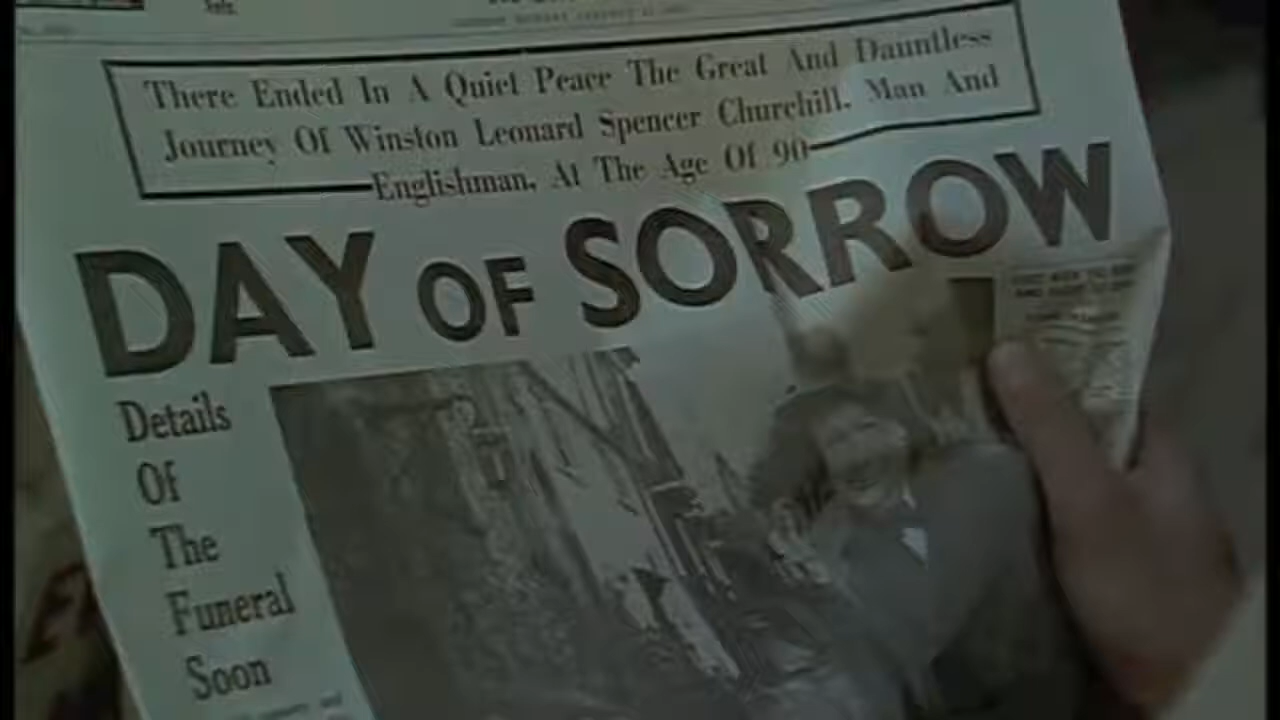 There Ended In A Quiet Peace The Great And Dauntless
Journey Of Winston Leonard Spencer Churchill. Man And
Englishman. At The Age Of 90
DAY OF SORROW
Details
Of
The
Funeral
Soon